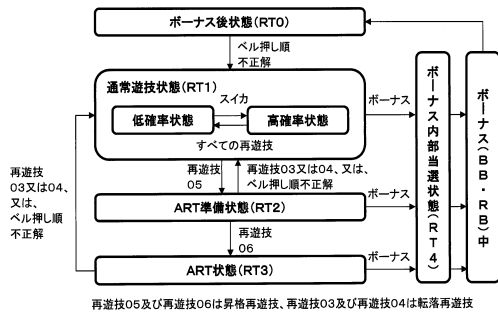 ボーナス後状態(RT0)
ベル押し順
不正解
通常遊技状態(RT1)
スイカ
低確率状態
高確率状態
すべての再遊技
ボーナス
再遊技
05
再遊技03又は04、又は、
ベル押し順不正解
再遊技
03又は04、
又は、
ベル押し順
不正解
ART準備状態(RT2)
ボーナス
再遊技
06
ART状態(RT3)
ボーナス
ボーナス内部当選状態(RT4)
ボーナス(BB・RB)中
再遊技05及び再遊技06は昇格再遊技、再遊技03及び再遊技04は転落再遊技